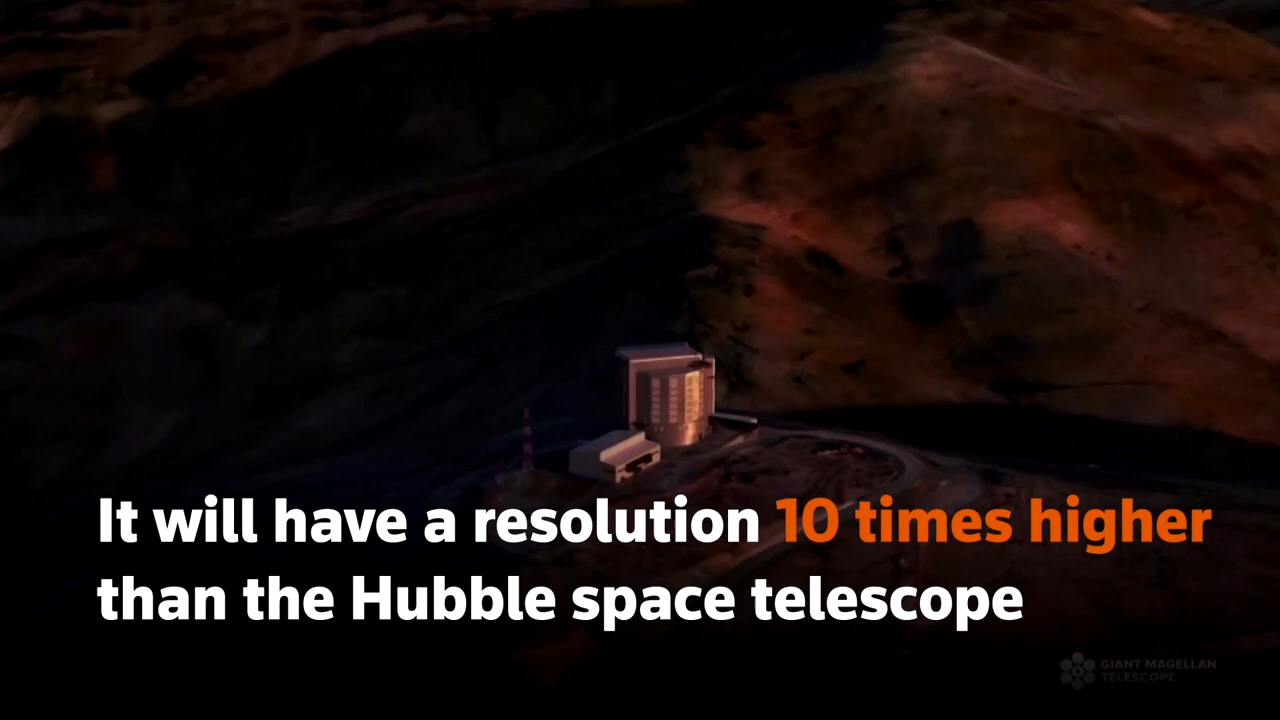 It will have a resolution 10 times higher
than the Hubble space telescope
GIANT MAGELLAN
TELESCOPE